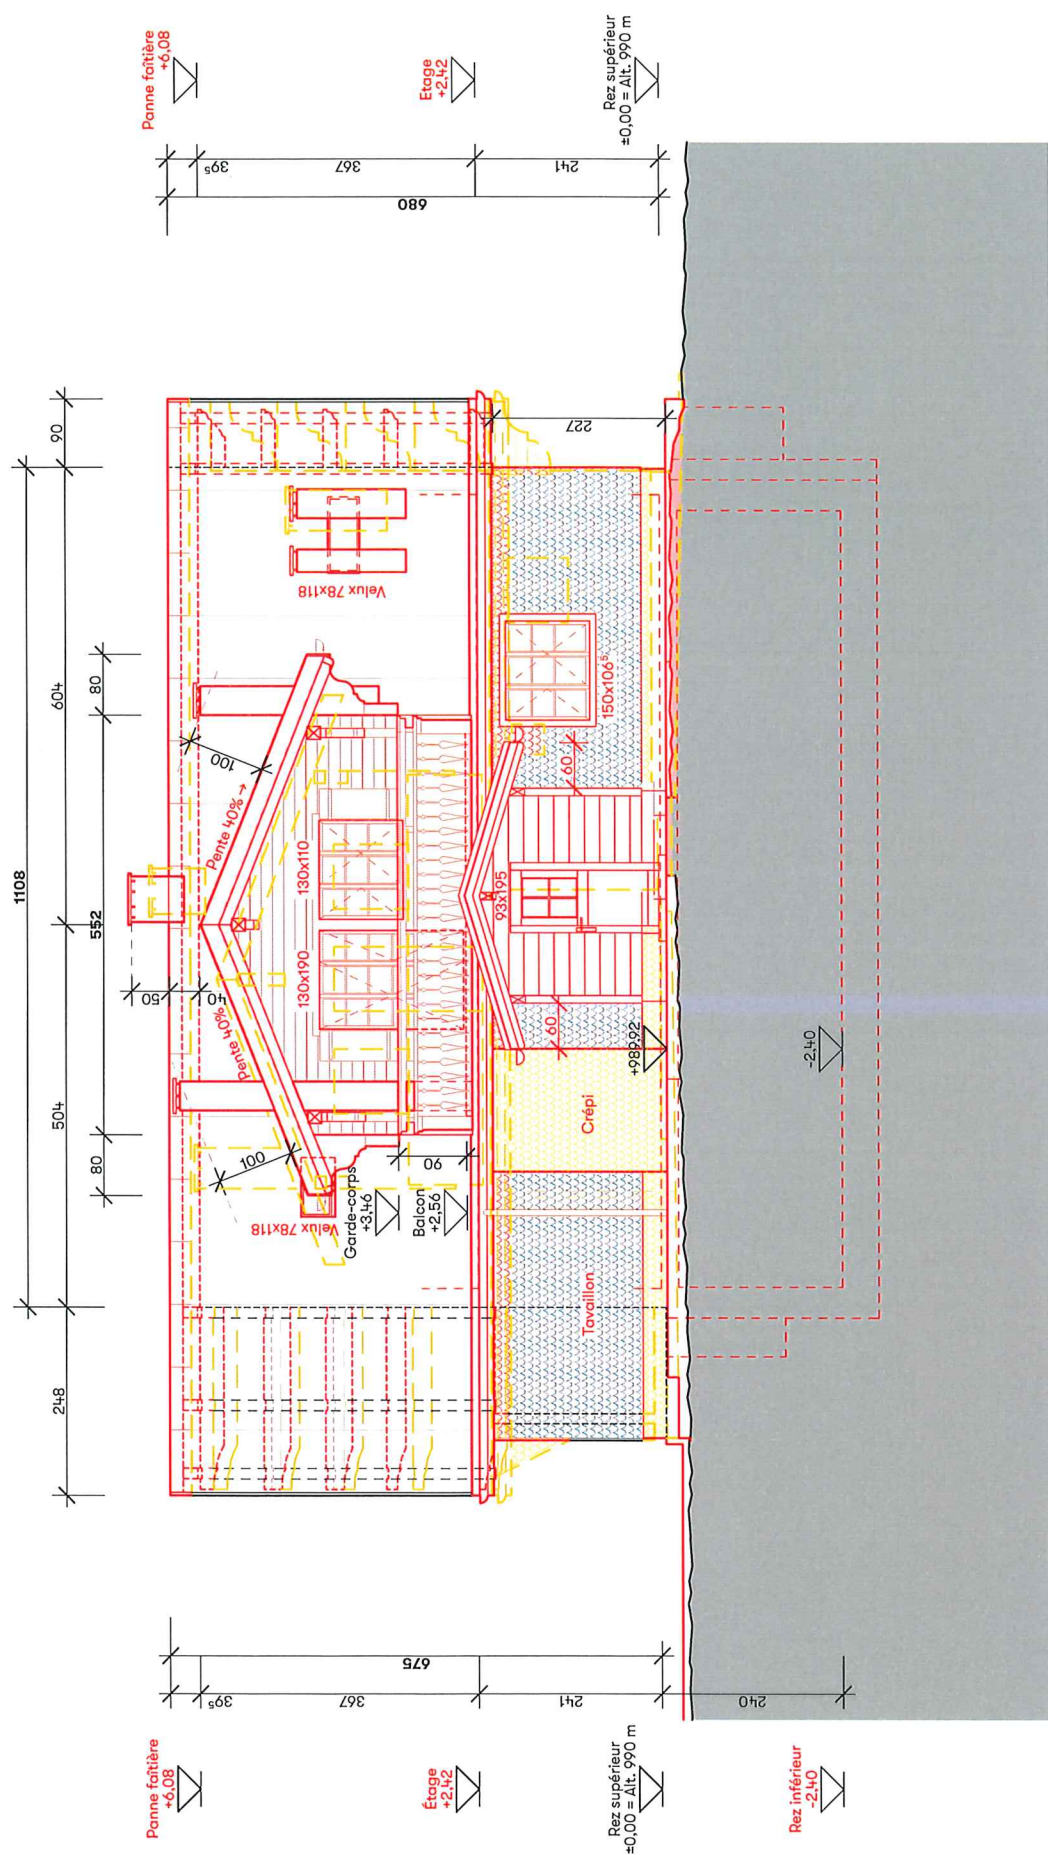 Panne faîtière
+6,08
Etage
+2,42
Rez supérieur
±0,00 = Alt. 990 m
39⁵
367
241
680
90
1108
604
504
248
80
552
80
227
Velux 78x118
100
Pente 40% →
130x110
130x190
50
40
Pente 40%
100
Velux 78x118
Garde-corps
+3,46
90
Balcon
+2,56
150x106⁵
60
93x195
60
+989.92
Crépi
Tavaillon
-2,40
675
39⁵
367
241
240
Panne faîtière
+6,08
Étage
+2,42
Rez supérieur
±0,00 = Alt. 990 m
Rez inférieur
-2,40